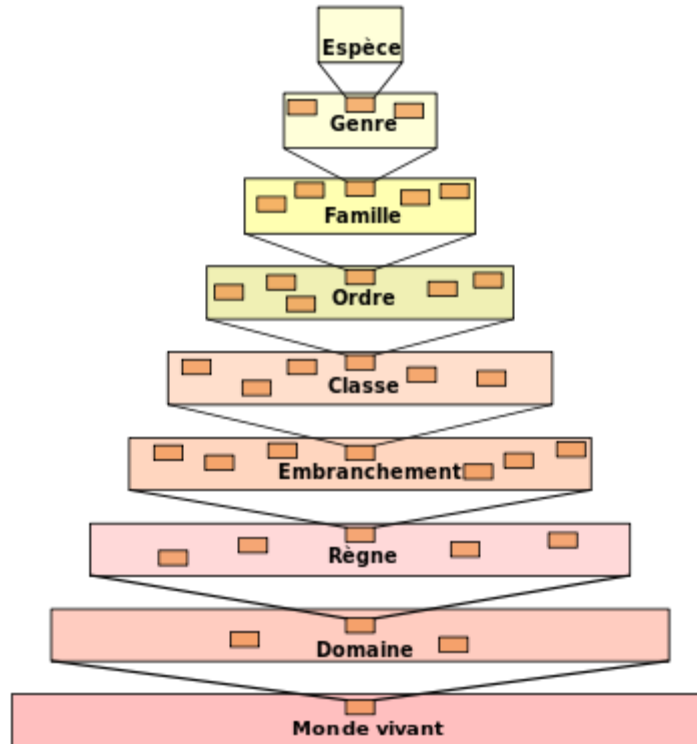 Espèce
Genre
Famille
Ordre
Classe
Embranchement
Règne
Domaine
Monde vivant